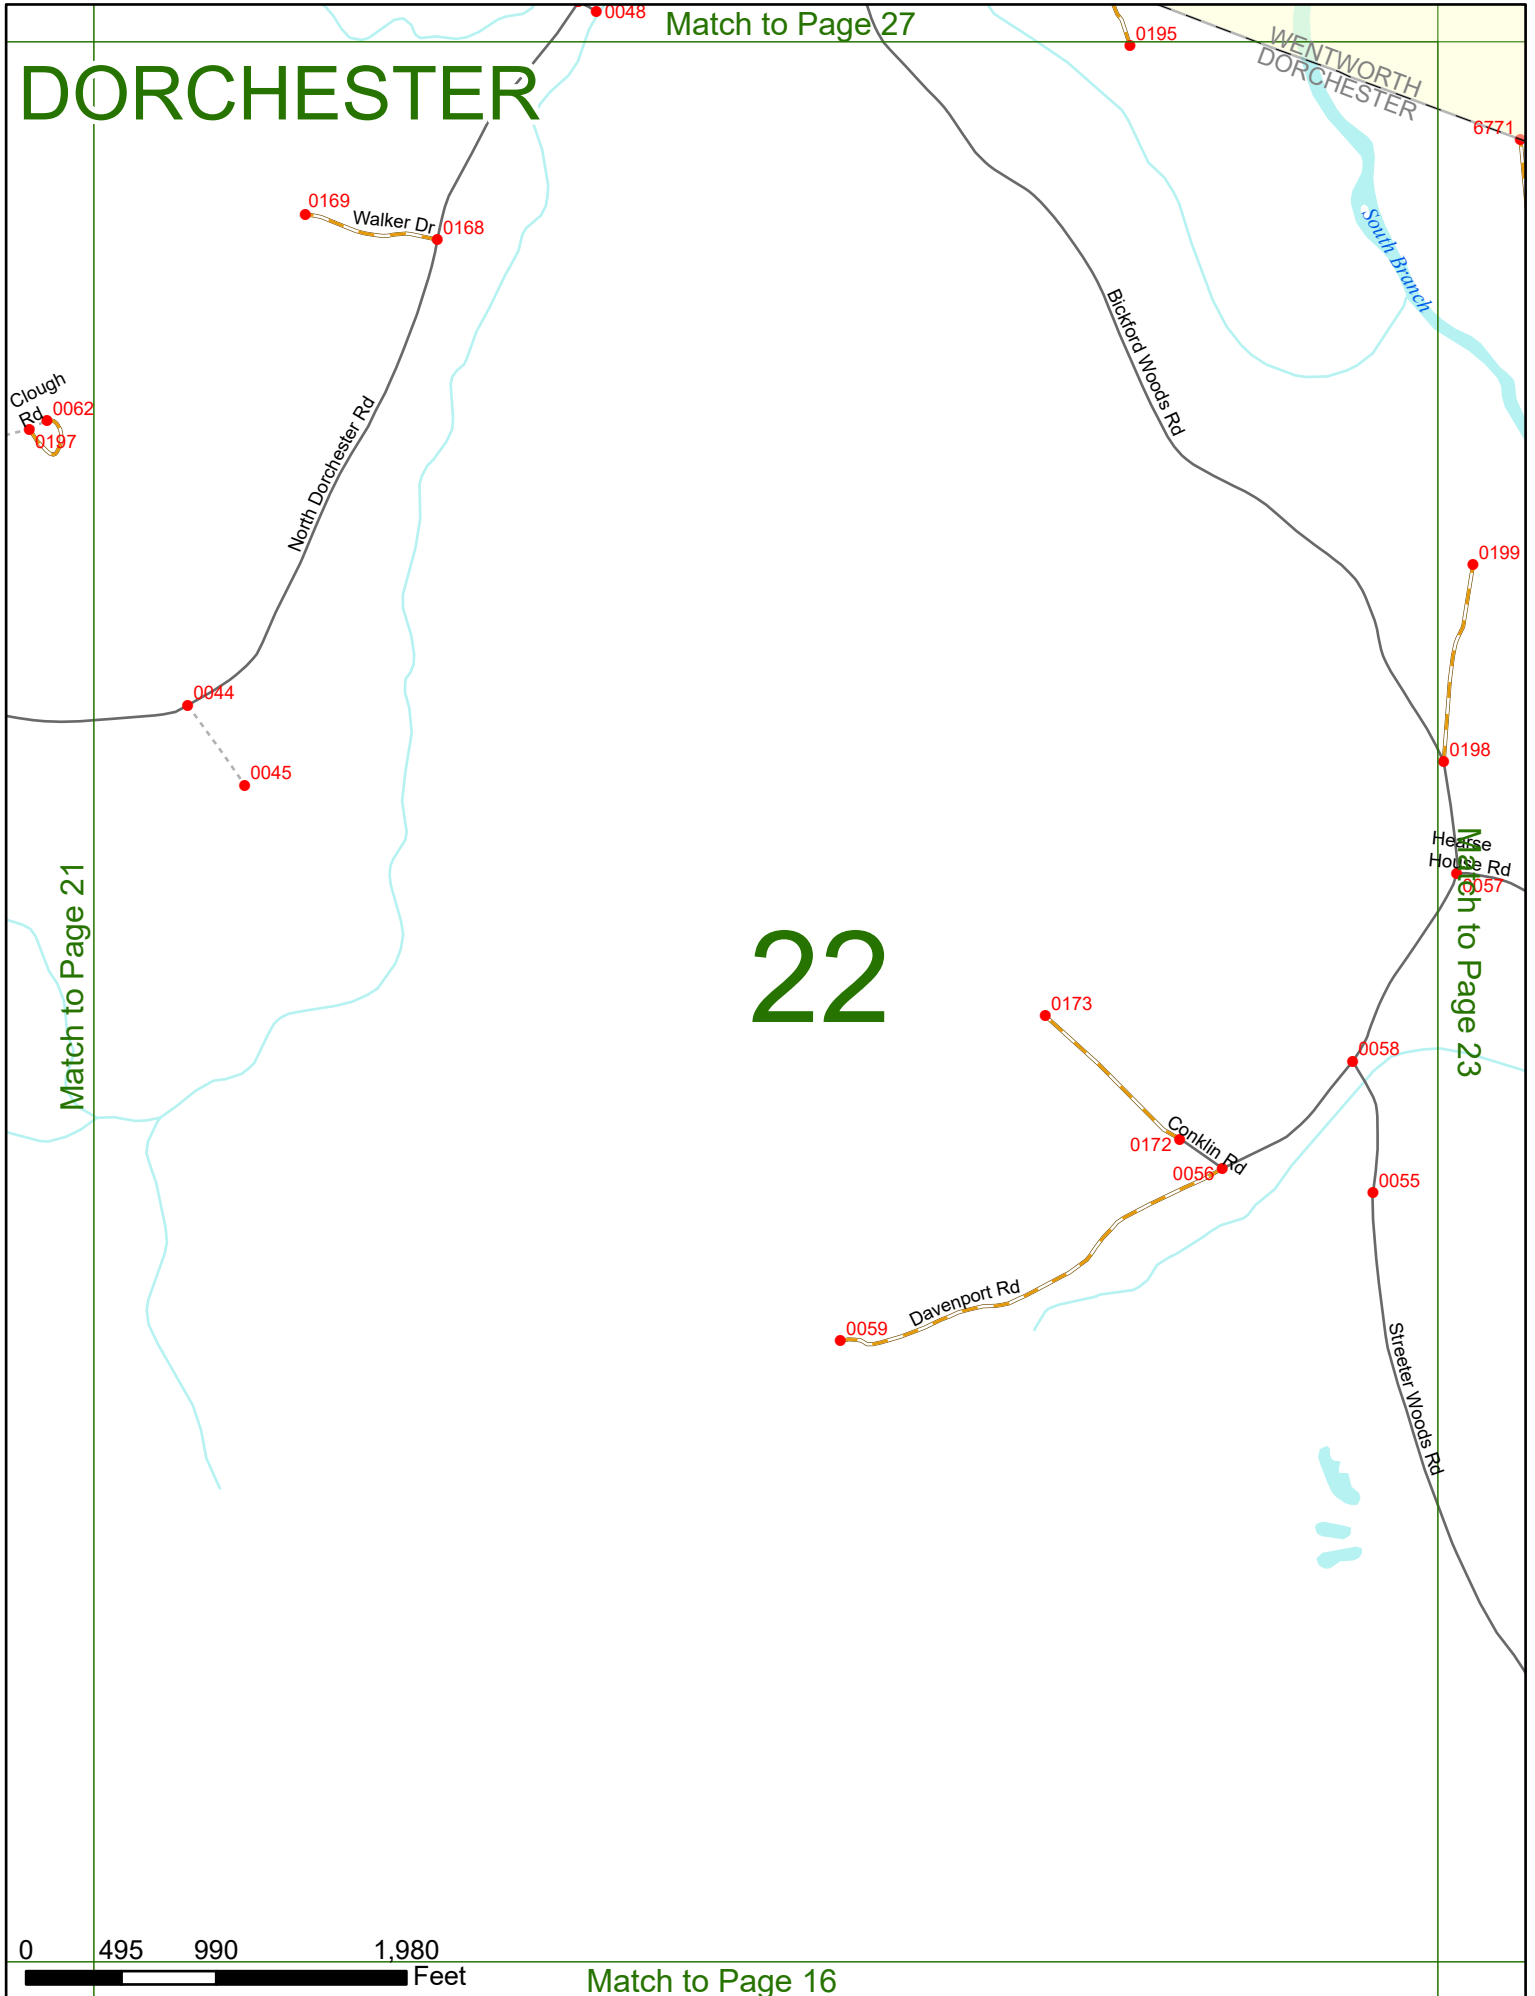 0048
Match to Page 27
0195
WENTWORTH
DORCHESTER
DORCHESTER
6771
0169
Walker Dr
0168
South Branch
Bickford Woods Rd
Clough
Rd
0062
0197
North Dorchester Rd
0199
0044
0198
0045
Hearse
House Rd
0057
Match to Page 21
Match to Page 23
22
0173
0058
Conklin Rd
0172
0056
0055
Davenport Rd
0059
Streeter Woods Rd
0 495 990 1,980
Feet
Match to Page 16